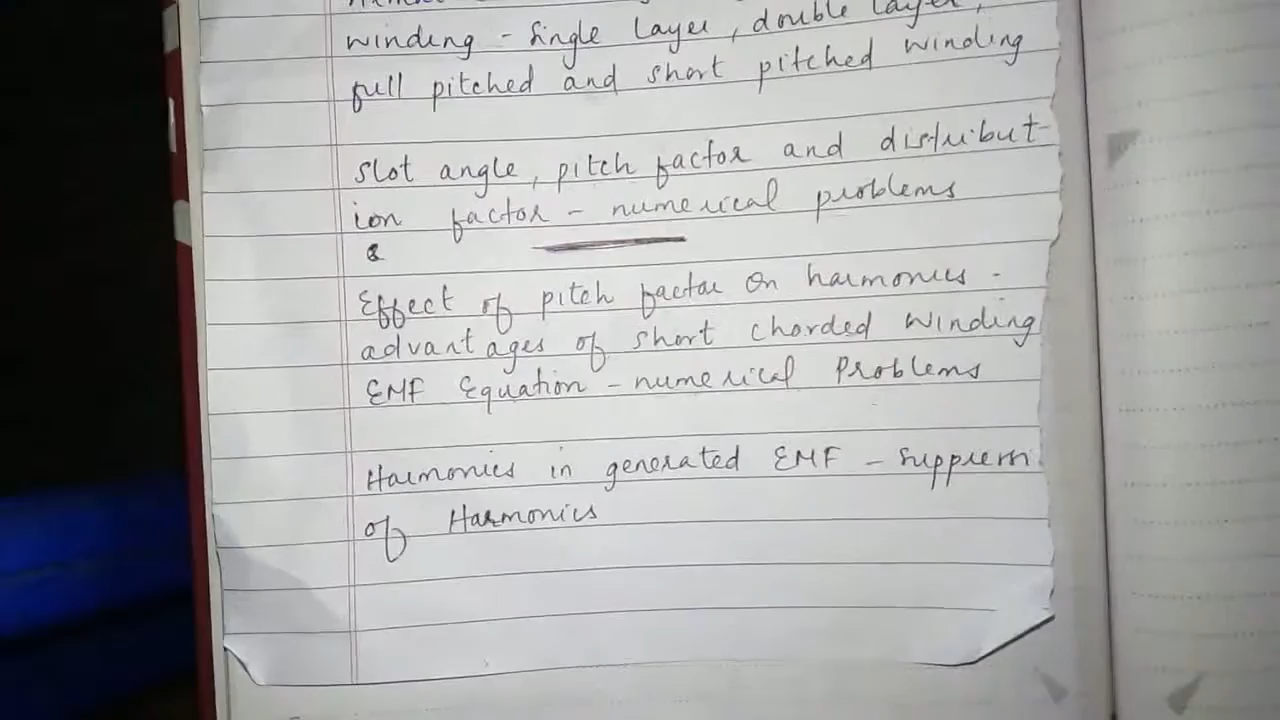 winding - Single layer, double layer,
full pitched and short pitched winding
Slot angle, pitch factor and distribut-
ion factor - numerical problems
&
Effect of pitch factor on harmonics -
advantages of short chorded winding
EMF Equation - numerical Problems
Harmonics in generated EMF - Suppresn
of Harmonics